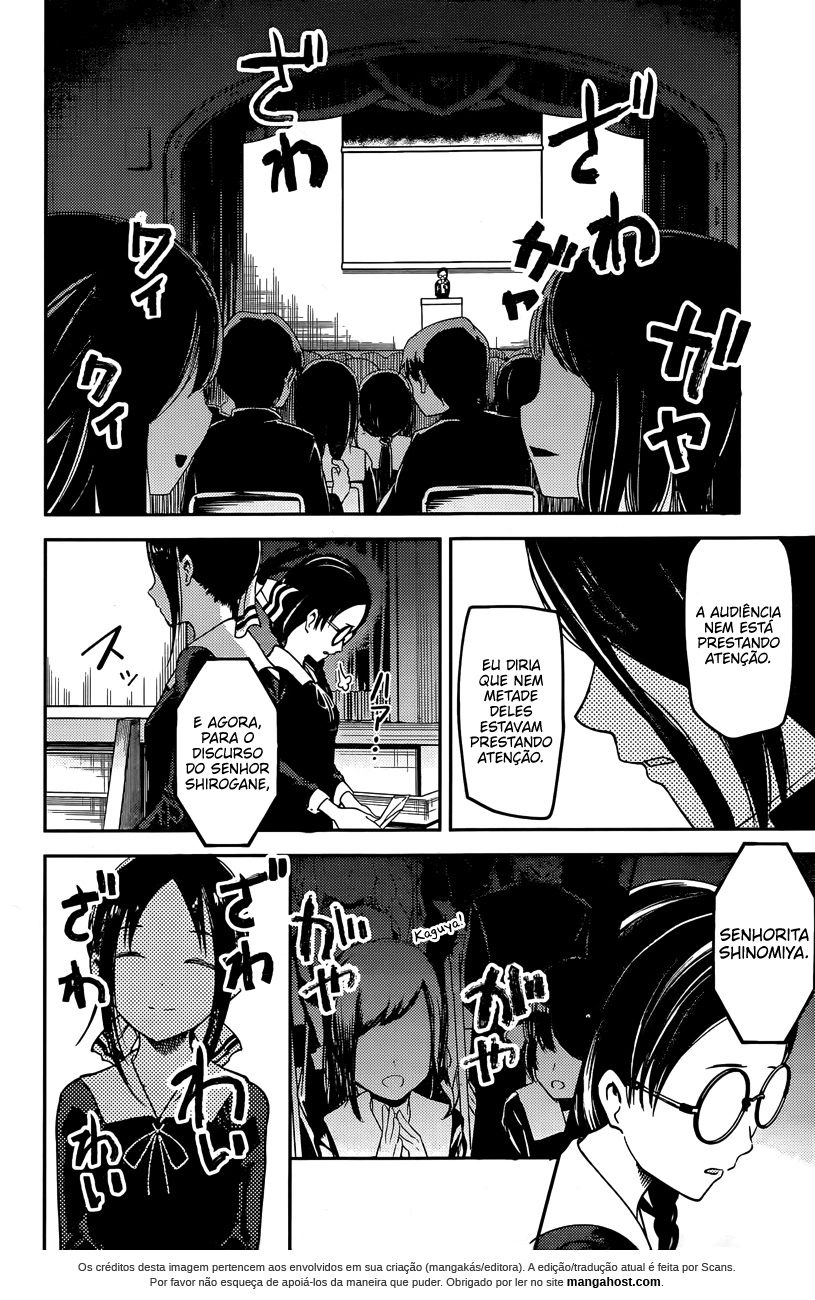 ざわ
ざわ
ワイ
ワイ
ガヤ
ガヤ
A AUDIÊNCIA
NEM ESTÁ
PRESTANDO
ATENÇÃO.
EU DIRIA
QUE NEM
METADE
DELES
ESTAVAM
PRESTANDO
ATENÇÃO.
スッ
ハァ…
E AGORA,
PARA O
DISCURSO
DO SENHOR
SHIROGANE,
SENHORITA
SHINOMIYA.
Kaguya!
ガヤ
ガヤ
ざわ
ざわ
わい
わい
Os créditos desta imagem pertencem aos envolvidos em sua criação (mangakás/editora). A edição/tradução atual é feita por Scans.
Por favor não esqueça de apoiá-los da maneira que puder. Obrigado por ler no site mangahost.com.